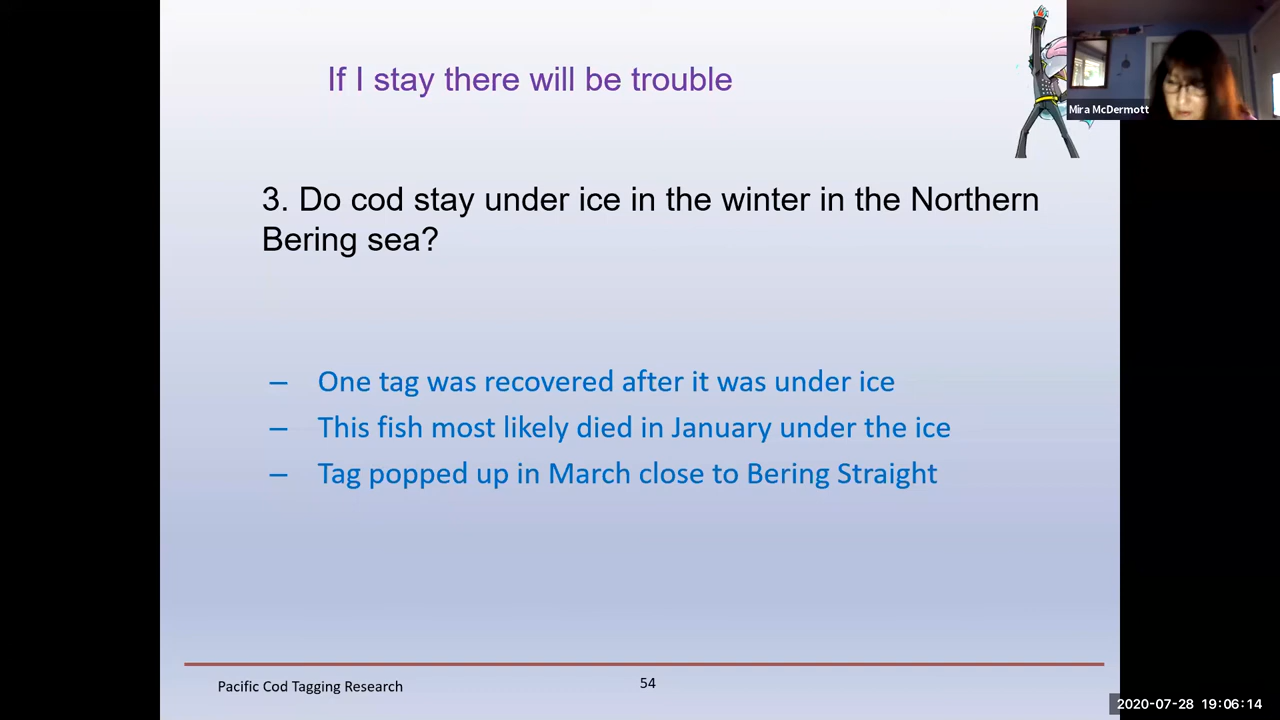 If I stay there will be trouble
Mira McDermott
3. Do cod stay under ice in the winter in the Northern
Bering sea?
– One tag was recovered after it was under ice
– This fish most likely died in January under the ice
– Tag popped up in March close to Bering Straight
Pacific Cod Tagging Research
54
2020-07-28 19:06:14